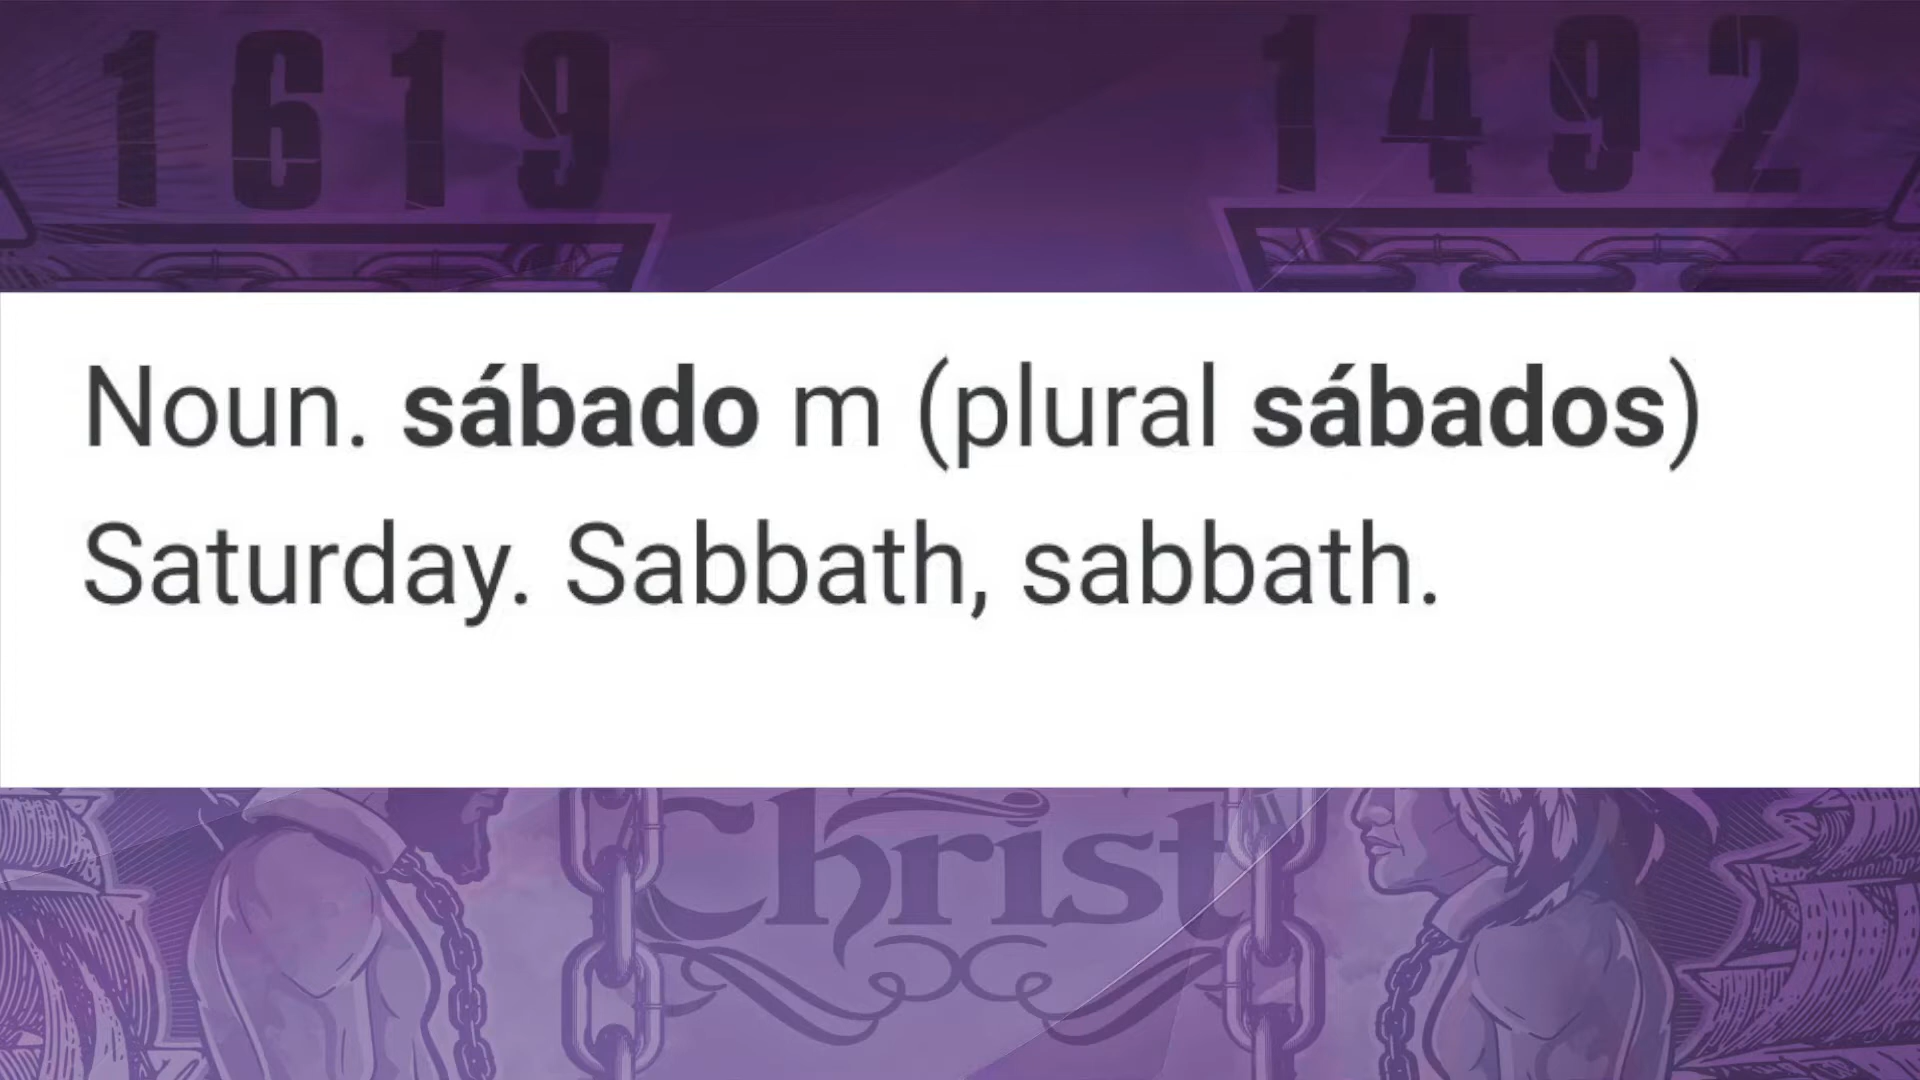 1619
1492
Noun. sábado m (plural sábados)
Saturday. Sabbath, sabbath.
Christ